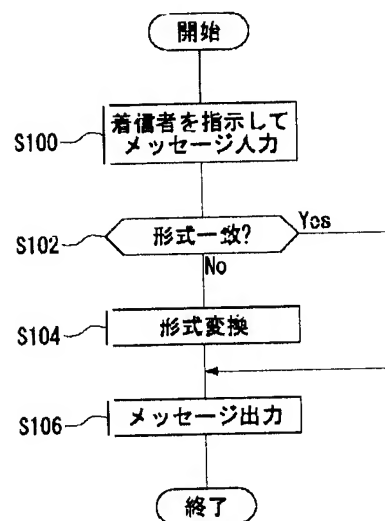 開始
S100
着信者を指示して
メッセージ入力
S102
形式一致?
Yes
No
S104
形式変換
S106
メッセージ出力
終了